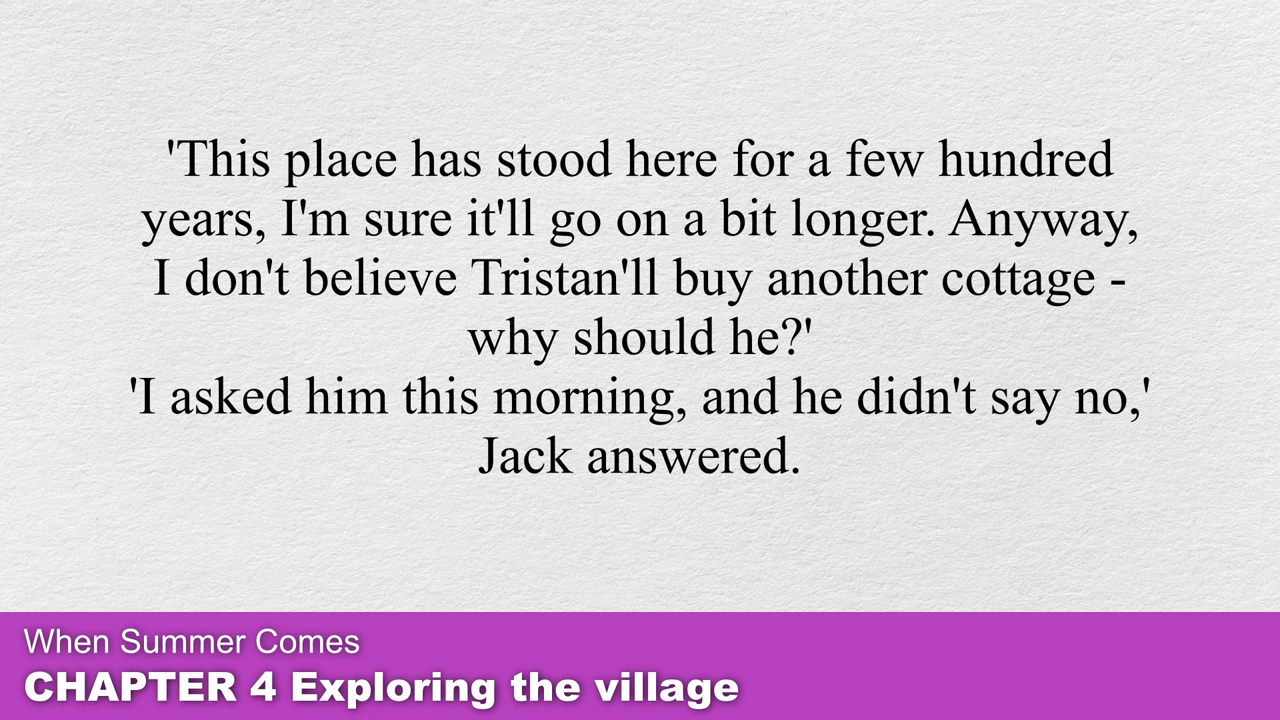 'This place has stood here for a few hundred
years, I'm sure it'll go on a bit longer. Anyway,
I don't believe Tristan'll buy another cottage -
why should he?'
'I asked him this morning, and he didn't say no,'
Jack answered.
When Summer Comes
CHAPTER 4 Exploring the village